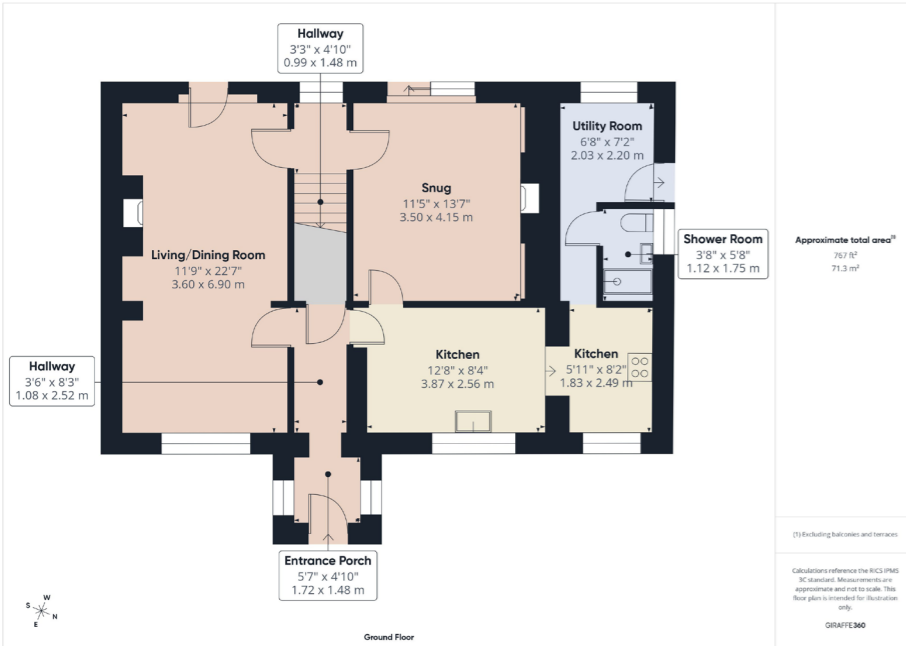 Hallway
3'3" x 4'10"
0.99 x 1.48 m
Utility Room
6'8" x 7'2"
2.03 x 2.20 m
Snug
11'5" x 13'7"
3.50 x 4.15 m
Living/Dining Room
11'9" x 22'7"
3.60 x 6.90 m
Shower Room
3'8" x 5'8"
1.12 x 1.75 m
Hallway
3'6" x 8'3"
1.08 x 2.52 m
Kitchen
12'8" x 8'4"
3.87 x 2.56 m
Kitchen
5'11" x 8'2"
1.83 x 2.49 m
Entrance Porch
5'7" x 4'10"
1.72 x 1.48 m
S W N E
Ground Floor
Approximate total area(1)
767 ft²
71.3 m²
(1) Excluding balconies and terraces
Calculations reference the RICS IPMS
3C standard. Measurements are
approximate and not to scale. This
floor plan is intended for illustration
only.
GIRAFFE360